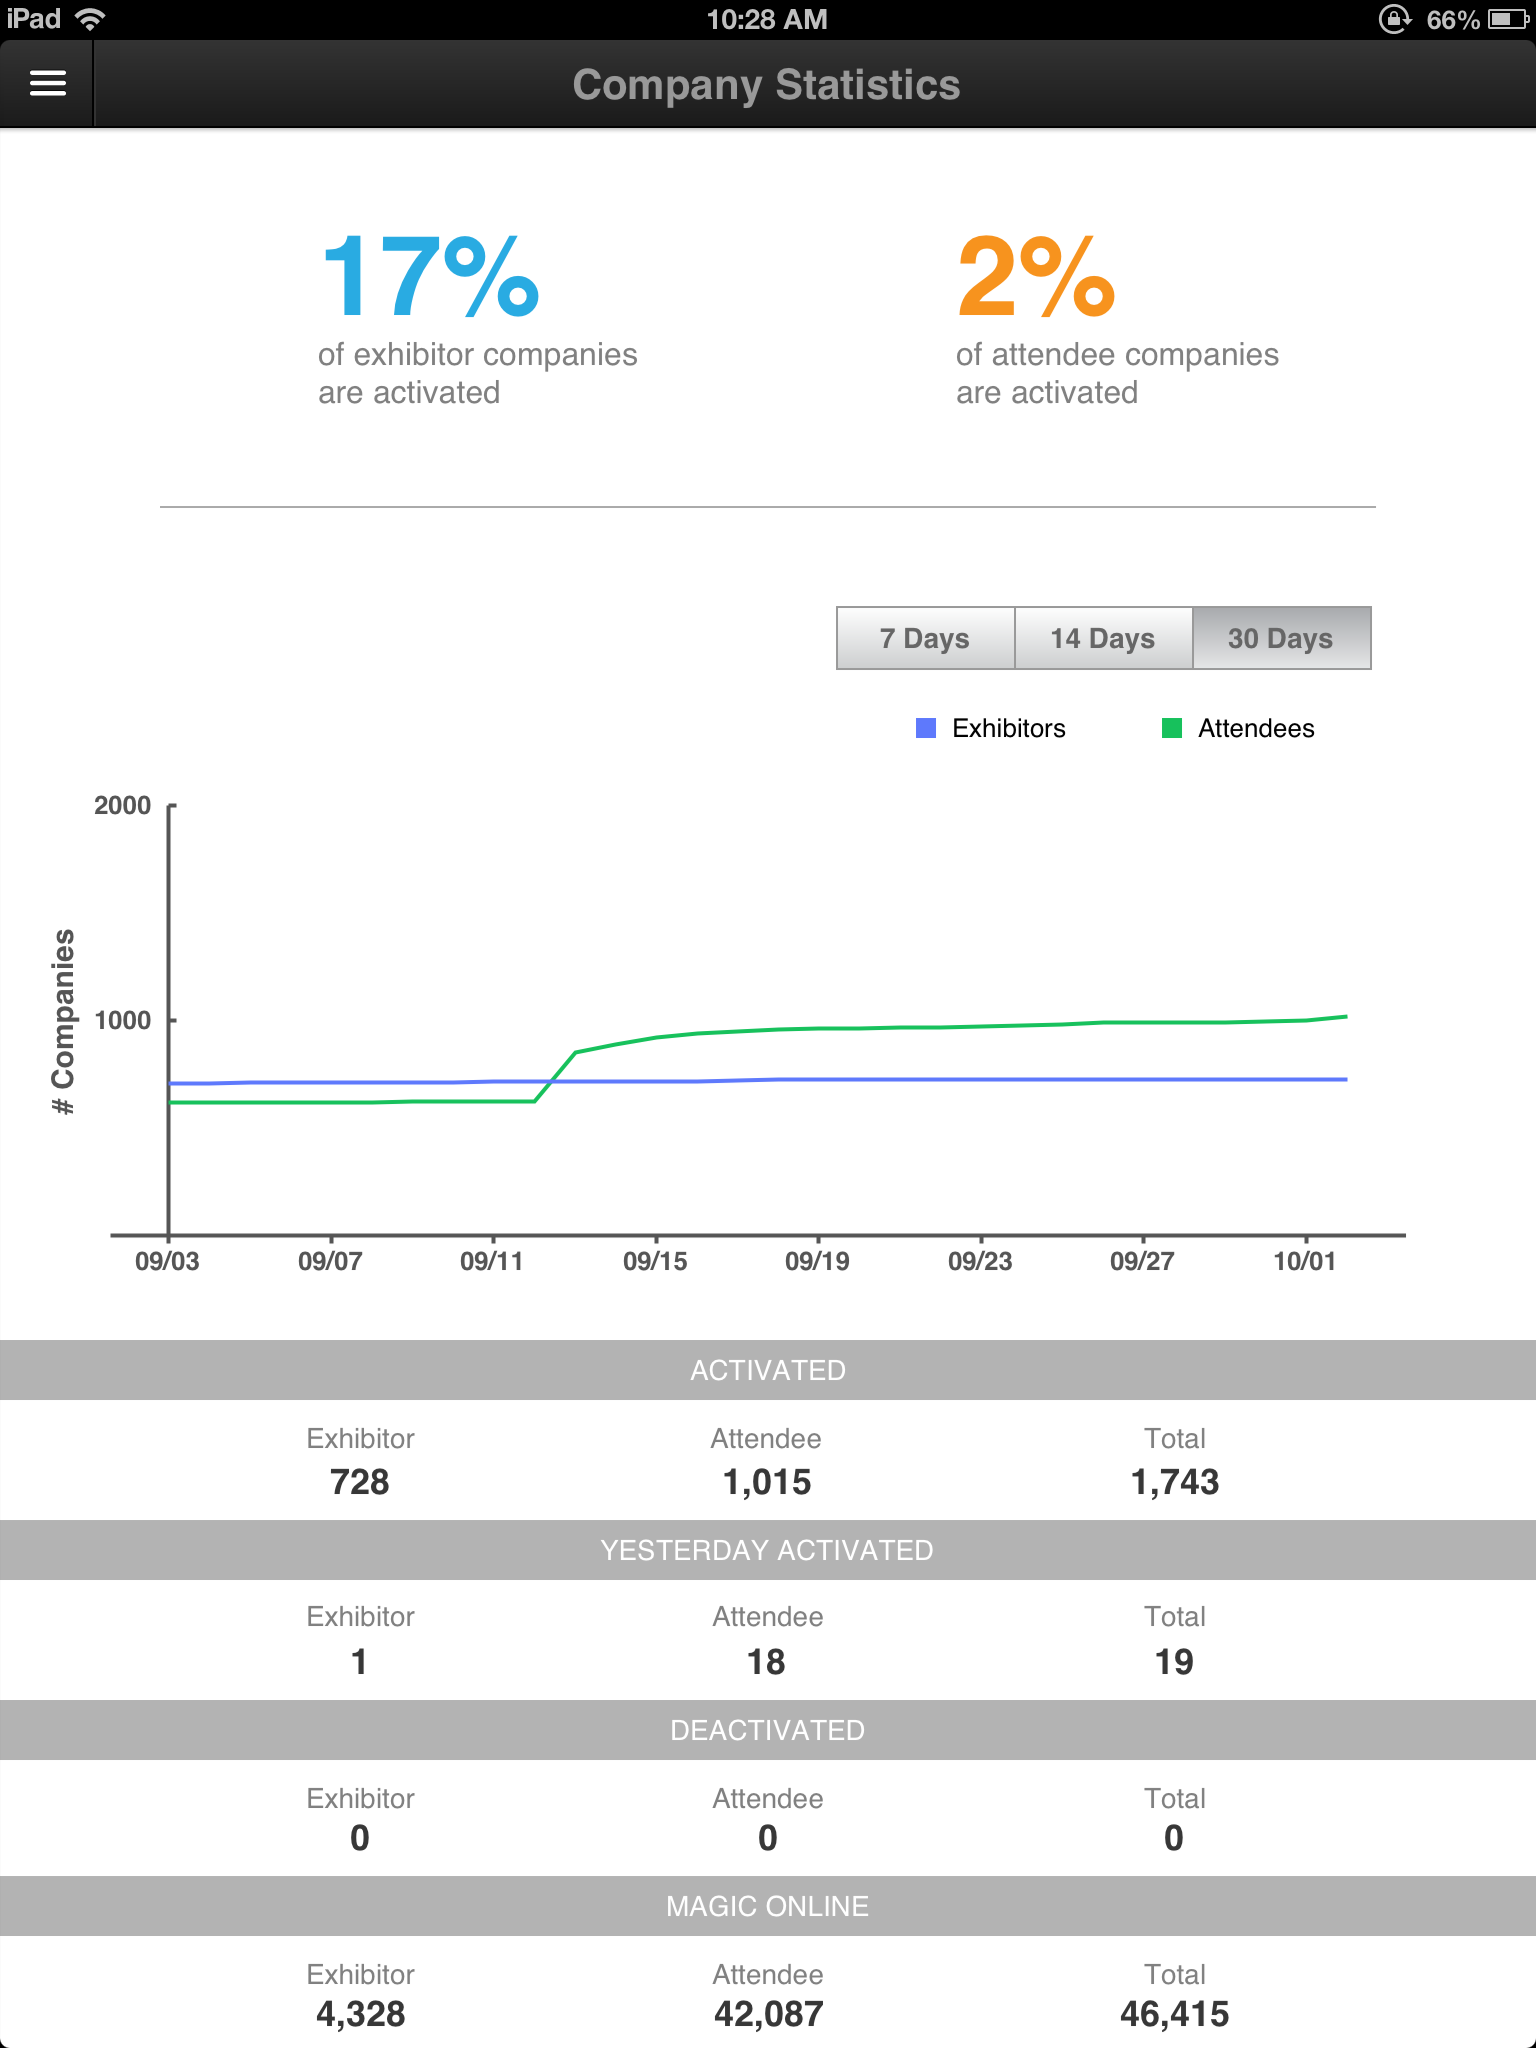 iPad 10:28 AM 66%
Company Statistics
17% 2%
of exhibitor companies of attendee companies
are activated are activated
7 Days 14 Days 30 Days
Exhibitors Attendees
2000
# Companies
1000
09/03 09/07 09/11 09/15 09/19 09/23 09/27 10/01
ACTIVATED
Exhibitor Attendee Total
728 1,015 1,743
YESTERDAY ACTIVATED
Exhibitor Attendee Total
1 18 19
DEACTIVATED
Exhibitor Attendee Total
0 0 0
MAGIC ONLINE
Exhibitor Attendee Total
4,328 42,087 46,415